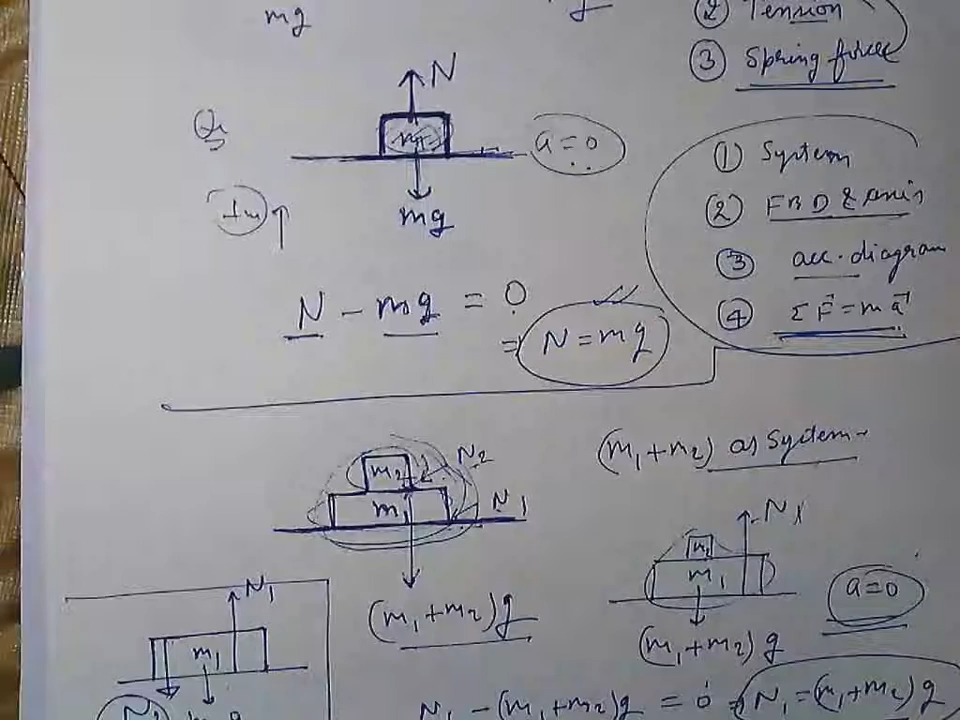 mg
② Tension
③ Spring force
N
Q:
m
a = 0
mg
+
① System
② FBD & axis
③ acc. diagram
④ ΣF⃗ = ma⃗
N - mg = 0
⇒ N = mg
(m₁+m₂) as System
m₂
N₂
m₁
N₁
(m₁+m₂)g
N₁
m₂
m₁
a=0
(m₁+m₂)g
N₁
m₁
N₁ - (m₁+m₂)g = 0
N₁ = (m₁+m₂)g